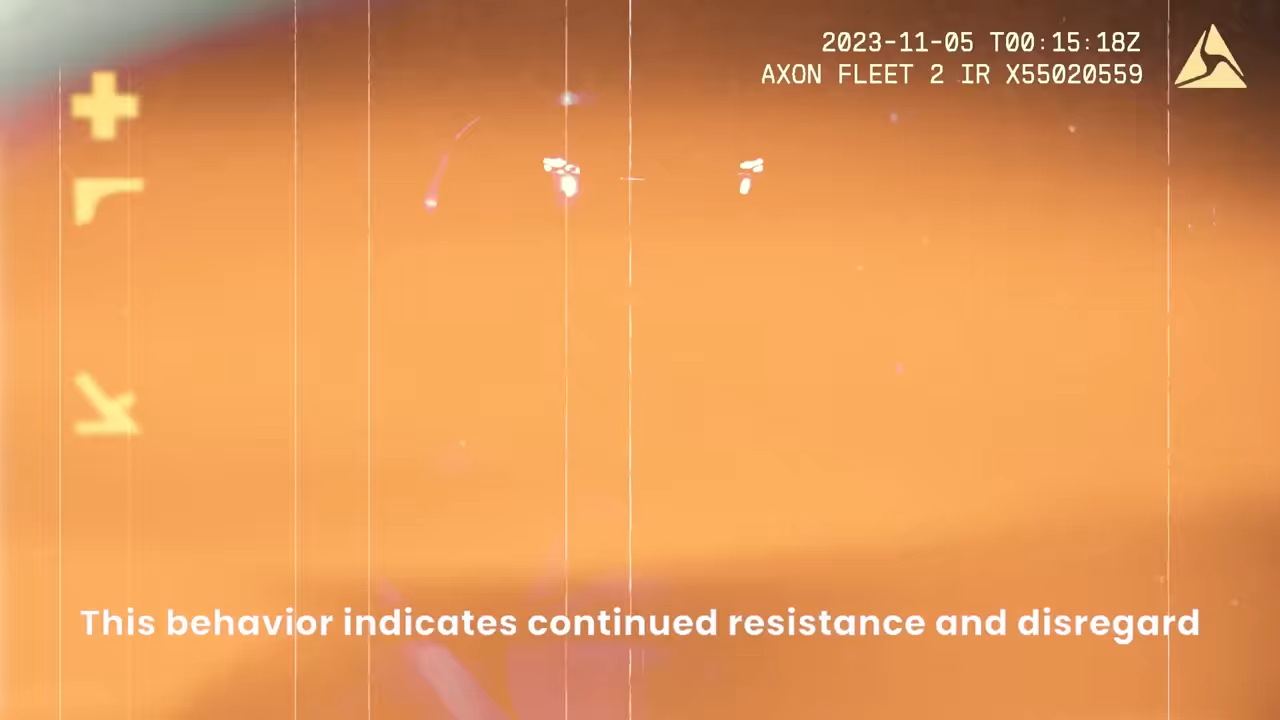 2023-11-05 T00:15:18Z
AXON FLEET 2 IR X55020559
This behavior indicates continued resistance and disregard